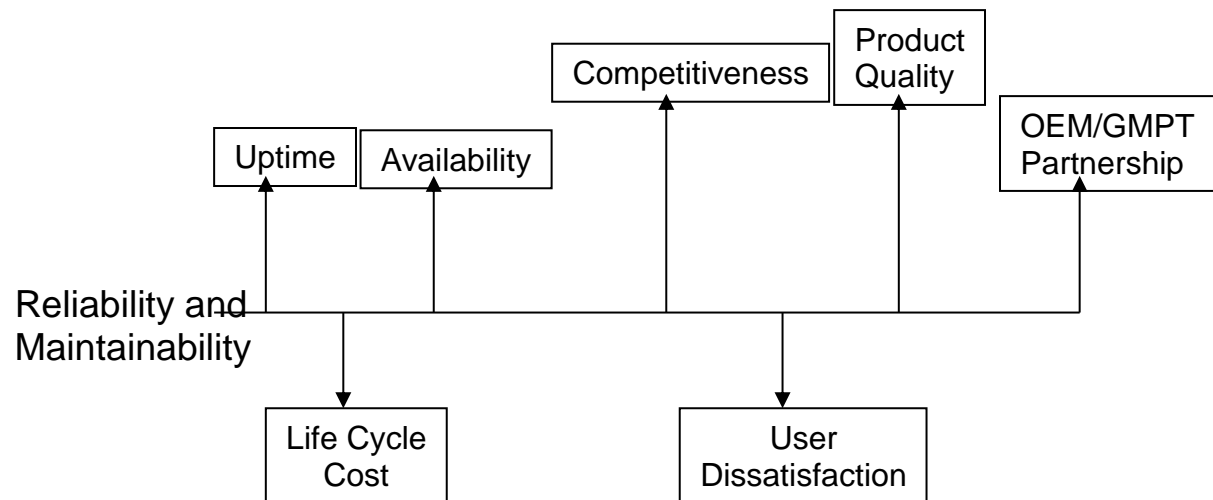 Product
Quality
Competitiveness
OEM/GMPT
Partnership
Uptime
Availability
Reliability and
Maintainability
Life Cycle
Cost
User
Dissatisfaction